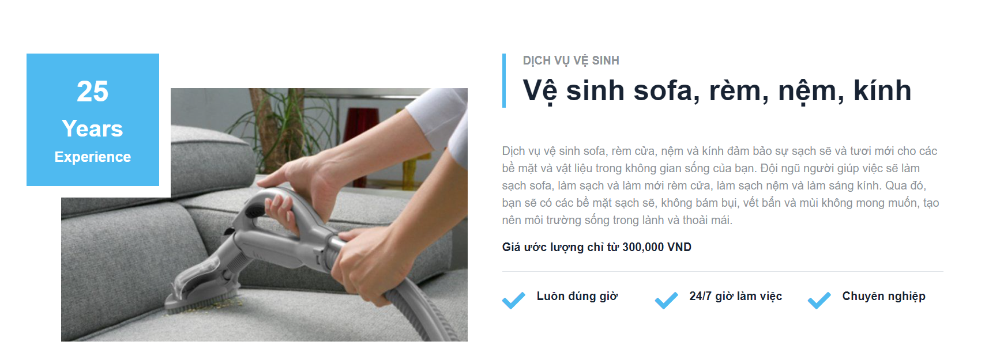 25
Years
Experience
DỊCH VỤ VỆ SINH
Vệ sinh sofa, rèm, nệm, kính
Dịch vụ vệ sinh sofa, rèm cửa, nệm và kính đảm bảo sự sạch sẽ và tươi mới cho các
bề mặt và vật liệu trong không gian sống của bạn. Đội ngũ người giúp việc sẽ làm
sạch sofa, làm sạch và làm mới rèm cửa, làm sạch nệm và làm sáng kính. Qua đó,
bạn sẽ có các bề mặt sạch sẽ, không bám bụi, vết bẩn và mùi không mong muốn, tạo
nên môi trường sống trong lành và thoải mái.
Giá ước lượng chỉ từ 300,000 VND
Luôn đúng giờ
24/7 giờ làm việc
Chuyên nghiệp